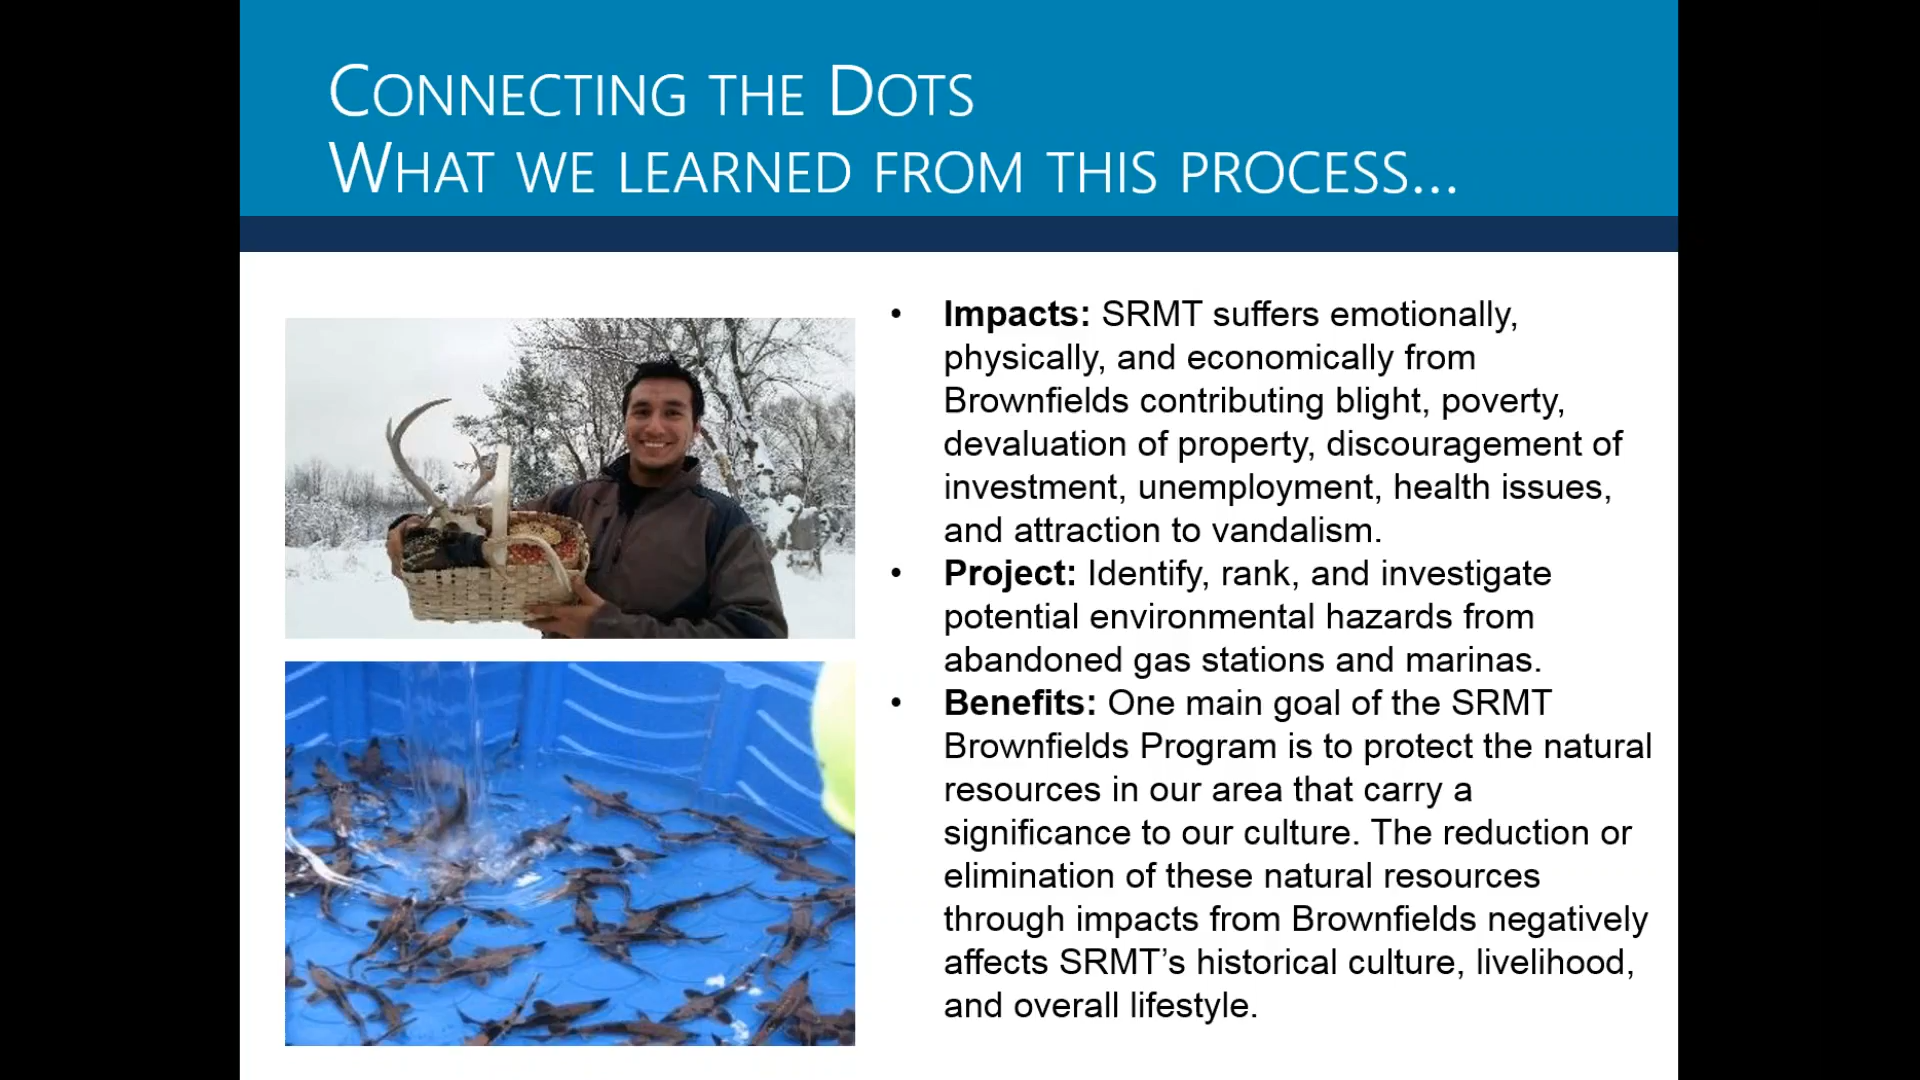 CONNECTING THE DOTS
WHAT WE LEARNED FROM THIS PROCESS...
• Impacts: SRMT suffers emotionally,
physically, and economically from
Brownfields contributing blight, poverty,
devaluation of property, discouragement of
investment, unemployment, health issues,
and attraction to vandalism.
• Project: Identify, rank, and investigate
potential environmental hazards from
abandoned gas stations and marinas.
• Benefits: One main goal of the SRMT
Brownfields Program is to protect the natural
resources in our area that carry a
significance to our culture. The reduction or
elimination of these natural resources
through impacts from Brownfields negatively
affects SRMT’s historical culture, livelihood,
and overall lifestyle.